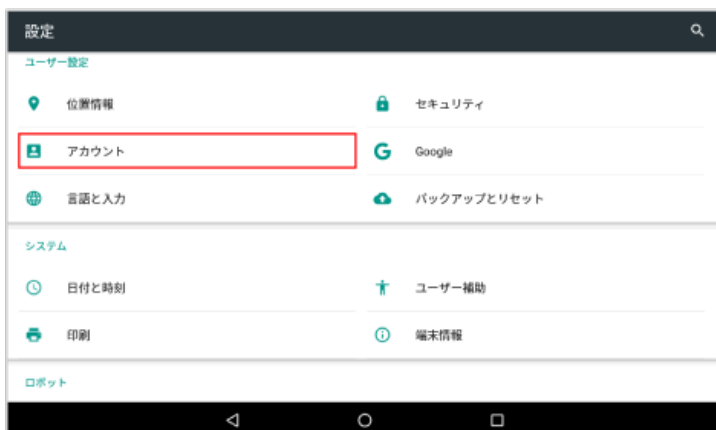 設定
ユーザー設定
位置情報
セキュリティ
アカウント
Google
言語と入力
バックアップとリセット
システム
日付と時刻
ユーザー補助
印刷
端末情報
ロボット